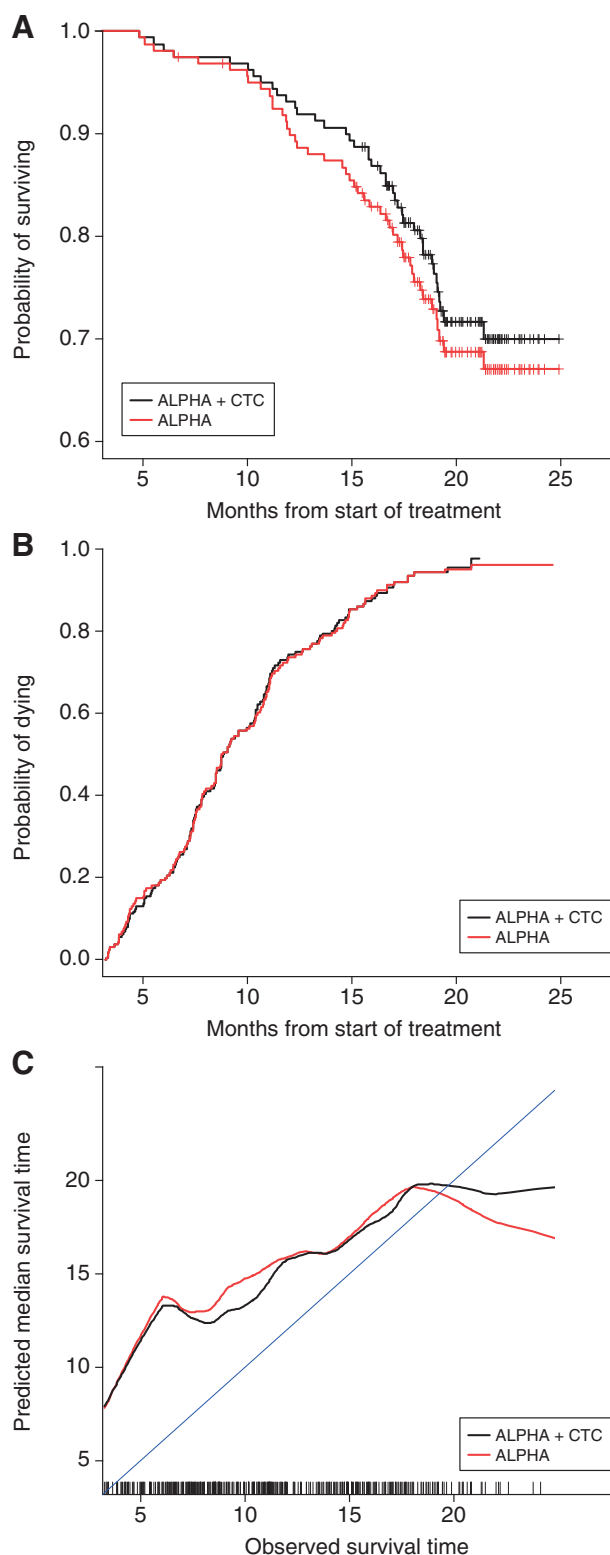 A
1.0
0.9
0.8
0.7
0.6
Probability of surviving
ALPHA + CTC
ALPHA
5 10 15 20 25
Months from start of treatment
B
1.0
0.8
0.6
0.4
0.2
0.0
Probability of dying
ALPHA + CTC
ALPHA
5 10 15 20 25
Months from start of treatment
C
20
15
10
5
Predicted median survival time
ALPHA + CTC
ALPHA
5 10 15 20
Observed survival time